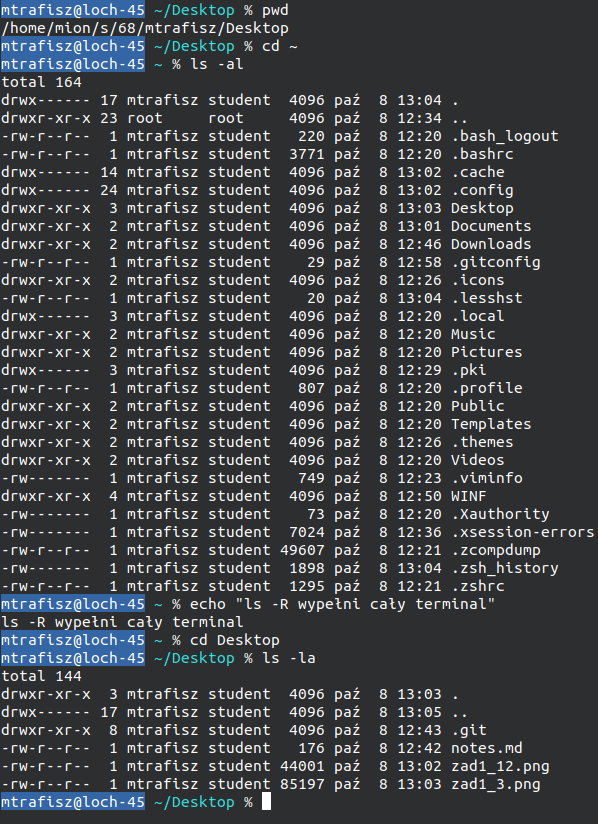 mtrafisz@loch-45 ~/Desktop % pwd
/home/mion/s/68/mtrafisz/Desktop
mtrafisz@loch-45 ~/Desktop % cd ~
mtrafisz@loch-45 ~ % ls -al
total 164
drwx------ 17 mtrafisz student  4096 paź  8 13:04 .
drwxr-xr-x 23 root     root     4096 paź  8 12:34 ..
-rw-r--r--  1 mtrafisz student   220 paź  8 12:20 .bash_logout
-rw-r--r--  1 mtrafisz student  3771 paź  8 12:20 .bashrc
drwx------ 14 mtrafisz student  4096 paź  8 13:02 .cache
drwx------ 24 mtrafisz student  4096 paź  8 13:02 .config
drwxr-xr-x  3 mtrafisz student  4096 paź  8 13:03 Desktop
drwxr-xr-x  2 mtrafisz student  4096 paź  8 13:01 Documents
drwxr-xr-x  2 mtrafisz student  4096 paź  8 12:46 Downloads
-rw-r--r--  1 mtrafisz student    29 paź  8 12:58 .gitconfig
drwxr-xr-x  2 mtrafisz student  4096 paź  8 12:26 .icons
-rw-r--r--  1 mtrafisz student    20 paź  8 13:04 .lesshst
drwx------  3 mtrafisz student  4096 paź  8 12:20 .local
drwxr-xr-x  2 mtrafisz student  4096 paź  8 12:20 Music
drwxr-xr-x  2 mtrafisz student  4096 paź  8 12:20 Pictures
drwx------  3 mtrafisz student  4096 paź  8 12:29 .pki
-rw-r--r--  1 mtrafisz student   807 paź  8 12:20 .profile
drwxr-xr-x  2 mtrafisz student  4096 paź  8 12:20 Public
drwxr-xr-x  2 mtrafisz student  4096 paź  8 12:20 Templates
drwxr-xr-x  2 mtrafisz student  4096 paź  8 12:26 .themes
drwxr-xr-x  2 mtrafisz student  4096 paź  8 12:20 Videos
-rw-------  1 mtrafisz student   749 paź  8 12:23 .viminfo
drwxr-xr-x  4 mtrafisz student  4096 paź  8 12:50 WINF
-rw-------  1 mtrafisz student    73 paź  8 12:20 .Xauthority
-rw-------  1 mtrafisz student  7024 paź  8 12:36 .xsession-errors
-rw-r--r--  1 mtrafisz student 49607 paź  8 12:21 .zcompdump
-rw-------  1 mtrafisz student  1898 paź  8 13:04 .zsh_history
-rw-r--r--  1 mtrafisz student  1295 paź  8 12:21 .zshrc
mtrafisz@loch-45 ~ % echo "ls -R wypełni cały terminal"
ls -R wypełni cały terminal
mtrafisz@loch-45 ~ % cd Desktop
mtrafisz@loch-45 ~/Desktop % ls -la
total 144
drwxr-xr-x  3 mtrafisz student  4096 paź  8 13:03 .
drwx------ 17 mtrafisz student  4096 paź  8 13:05 ..
drwxr-xr-x  8 mtrafisz student  4096 paź  8 12:43 .git
-rw-r--r--  1 mtrafisz student   176 paź  8 12:42 notes.md
-rw-r--r--  1 mtrafisz student 44001 paź  8 13:02 zad1_12.png
-rw-r--r--  1 mtrafisz student 85197 paź  8 13:03 zad1_3.png
mtrafisz@loch-45 ~/Desktop %